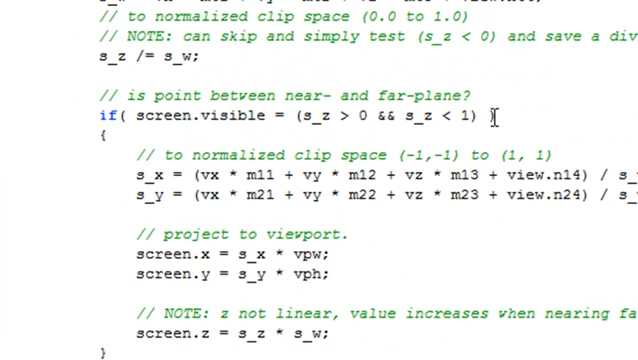 // to normalized clip space (0.0 to 1.0)
// NOTE: can skip and simply test (s_z < 0) and save a div
s_z /= s_w;
// is point between near- and far-plane?
if( screen.visible = (s_z > 0 && s_z < 1) )
{
// to normalized clip space (-1,-1) to (1, 1)
s_x = (vx * m11 + vy * m12 + vz * m13 + view.n14) / s_
s_y = (vx * m21 + vy * m22 + vz * m23 + view.n24) / s_
// project to viewport.
screen.x = s_x * vpw;
screen.y = s_y * vph;
// NOTE: z not linear, value increases when nearing fa
screen.z = s_z * s_w;
}